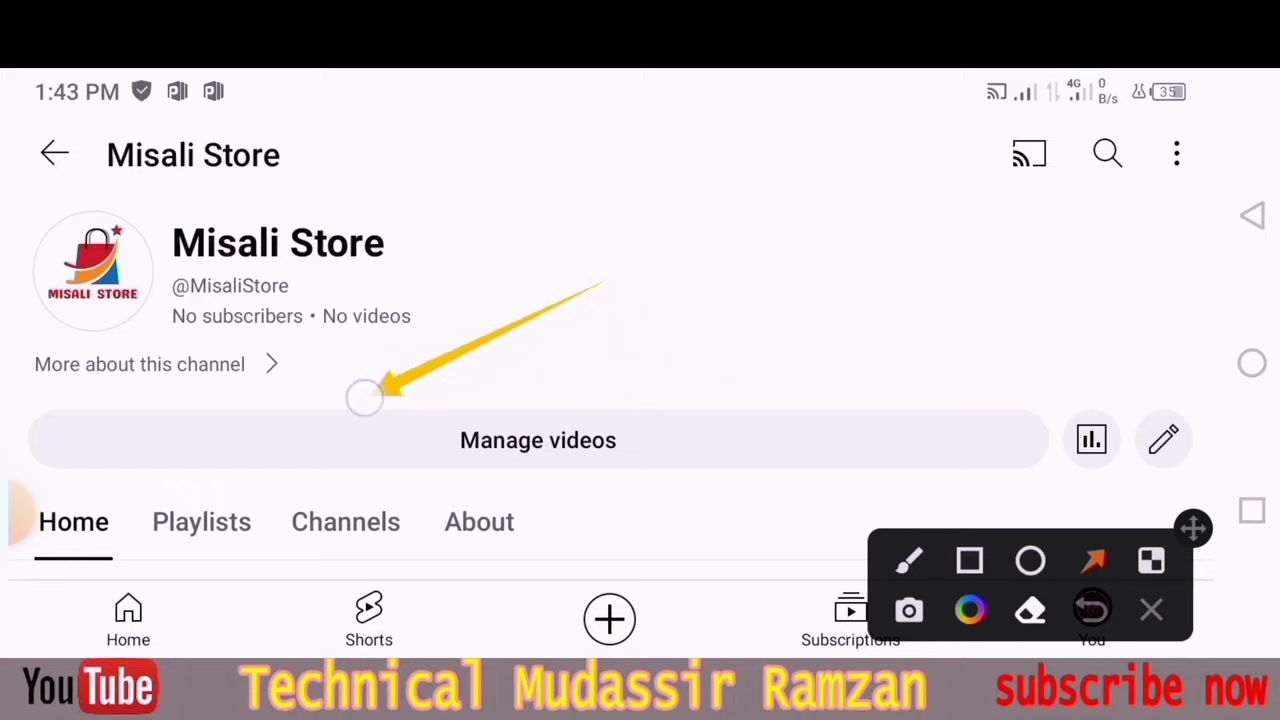 1:43 PM
4G 0 B/s 35
Misali Store
MISALI STORE
Misali Store
@MisaliStore
No subscribers • No videos
More about this channel
Manage videos
Home Playlists Channels About
Home Shorts Subscriptions You
YouTube Technical Mudassir Ramzan subscribe now